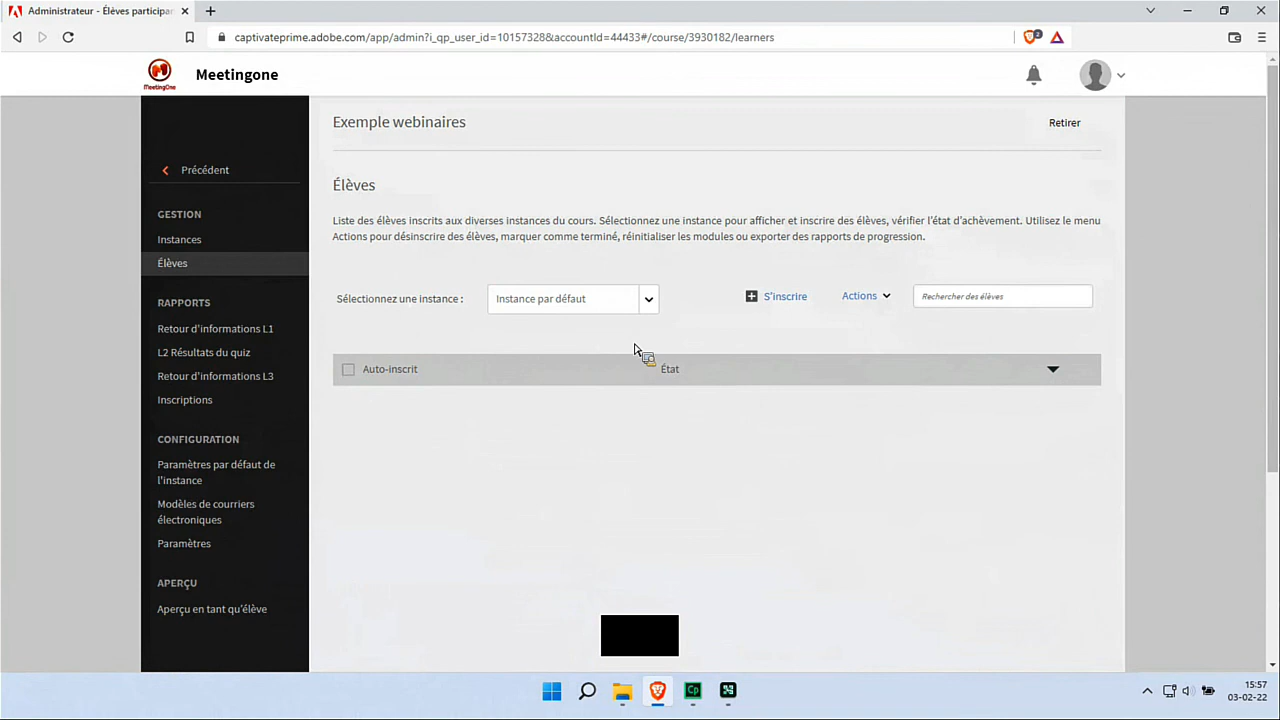 Administrateur - Élèves participa
captivateprime.adobe.com/app/admin?i_qp_user_id=10157328&accountId=44433#/course/3930182/learners
2
MeetingOne
Meetingone
Précédent
GESTION
Instances
Élèves
RAPPORTS
Retour d'informations L1
L2 Résultats du quiz
Retour d'informations L3
Inscriptions
CONFIGURATION
Paramètres par défaut de
l'instance
Modèles de courriers
électroniques
Paramètres
APERÇU
Aperçu en tant qu'élève
Exemple webinaires
Retirer
Élèves
Liste des élèves inscrits aux diverses instances du cours. Sélectionnez une instance pour afficher et inscrire des élèves, vérifier l'état d'achèvement. Utilisez le menu
Actions pour désinscrire des élèves, marquer comme terminé, réinitialiser les modules ou exporter des rapports de progression.
Sélectionnez une instance :
Instance par défaut
S'inscrire
Actions
Rechercher des élèves
Auto-inscrit
État
Cp
15:57
03-02-22